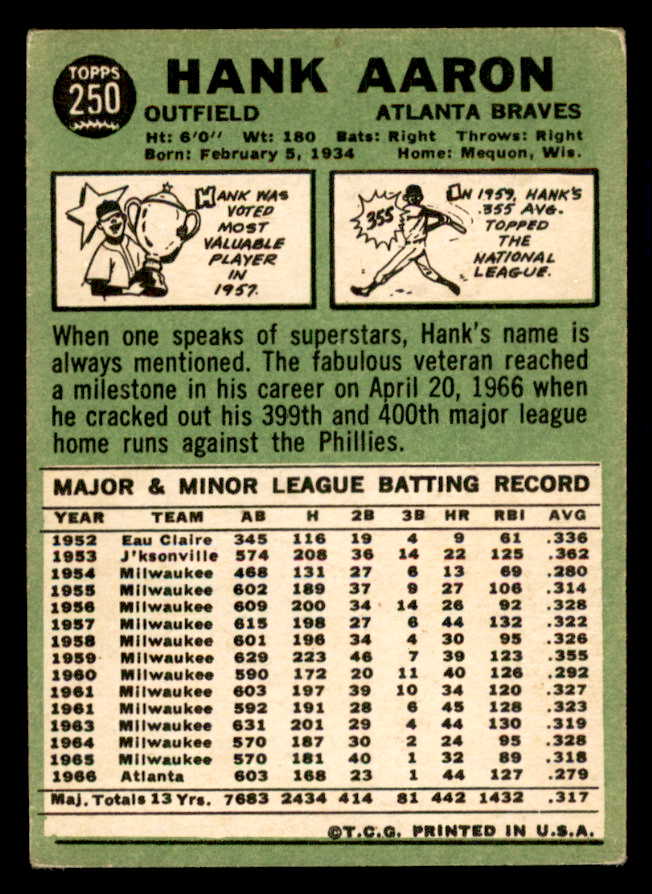 TOPPS
250
HANK AARON
OUTFIELD ATLANTA BRAVES
Ht: 6'0" Wt: 180 Bats: Right Throws: Right
Born: February 5, 1934 Home: Mequon, Wis.
HANK WAS
VOTED
MOST
VALUABLE
PLAYER
IN
1957.
355
IN 1959, HANK'S
.355 AVG.
TOPPED
THE
NATIONAL
LEAGUE.
When one speaks of superstars, Hank's name is
always mentioned. The fabulous veteran reached
a milestone in his career on April 20, 1966 when
he cracked out his 399th and 400th major league
home runs against the Phillies.
MAJOR & MINOR LEAGUE BATTING RECORD
YEAR TEAM AB H 2B 3B HR RBI AVG
1952 Eau Claire 345 116 19 4 9 61 .336
1953 J'ksonville 574 208 36 14 22 125 .362
1954 Milwaukee 468 131 27 6 13 69 .280
1955 Milwaukee 602 189 37 9 27 106 .314
1956 Milwaukee 609 200 34 14 26 92 .328
1957 Milwaukee 615 198 27 6 44 132 .322
1958 Milwaukee 601 196 34 4 30 95 .326
1959 Milwaukee 629 223 46 7 39 123 .355
1960 Milwaukee 590 172 20 11 40 126 .292
1961 Milwaukee 603 197 39 10 34 120 .327
1961 Milwaukee 592 191 28 6 45 128 .323
1963 Milwaukee 631 201 29 4 44 130 .319
1964 Milwaukee 570 187 30 2 24 95 .328
1965 Milwaukee 570 181 40 1 32 89 .318
1966 Atlanta 603 168 23 1 44 127 .279
Maj. Totals 13 Yrs. 7683 2434 414 81 442 1432 .317
©T.C.G. PRINTED IN U.S.A.